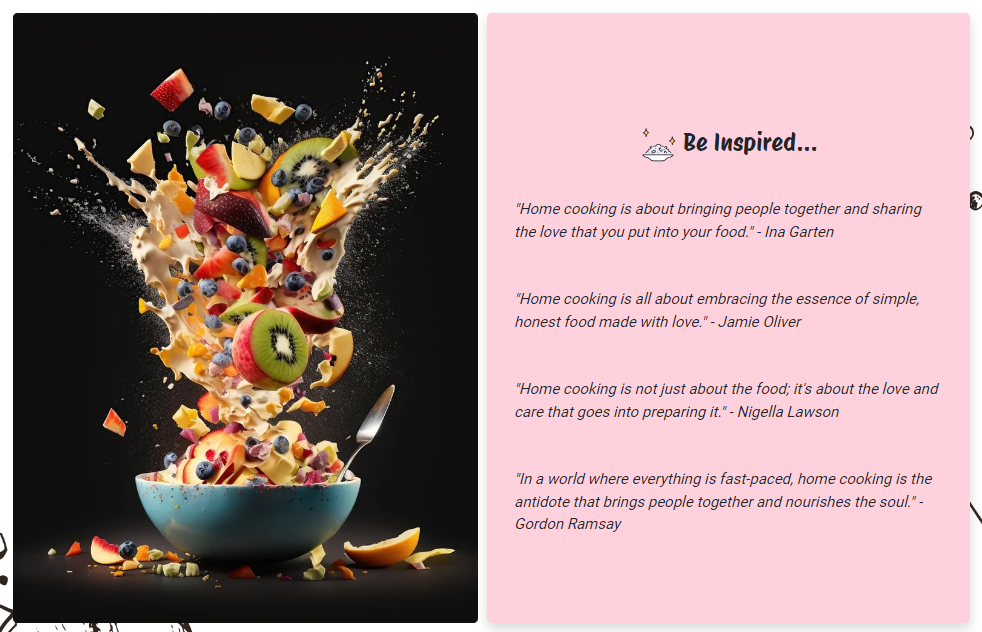 Be Inspired...
"Home cooking is about bringing people together and sharing
the love that you put into your food." - Ina Garten
"Home cooking is all about embracing the essence of simple,
honest food made with love." - Jamie Oliver
"Home cooking is not just about the food; it's about the love and
care that goes into preparing it." - Nigella Lawson
"In a world where everything is fast-paced, home cooking is the
antidote that brings people together and nourishes the soul." -
Gordon Ramsay